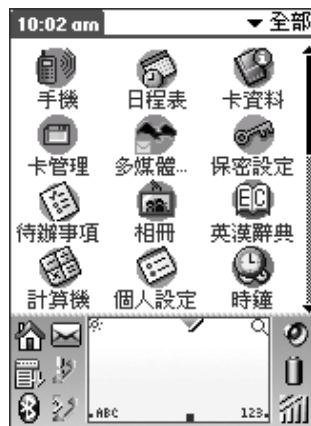 10:02 am 全部
手機 日程表 卡資料
卡管理 多媒體... 保密設定
待辦事項 相冊 英漢辭典
計算機 個人設定 時鐘
ABC 123